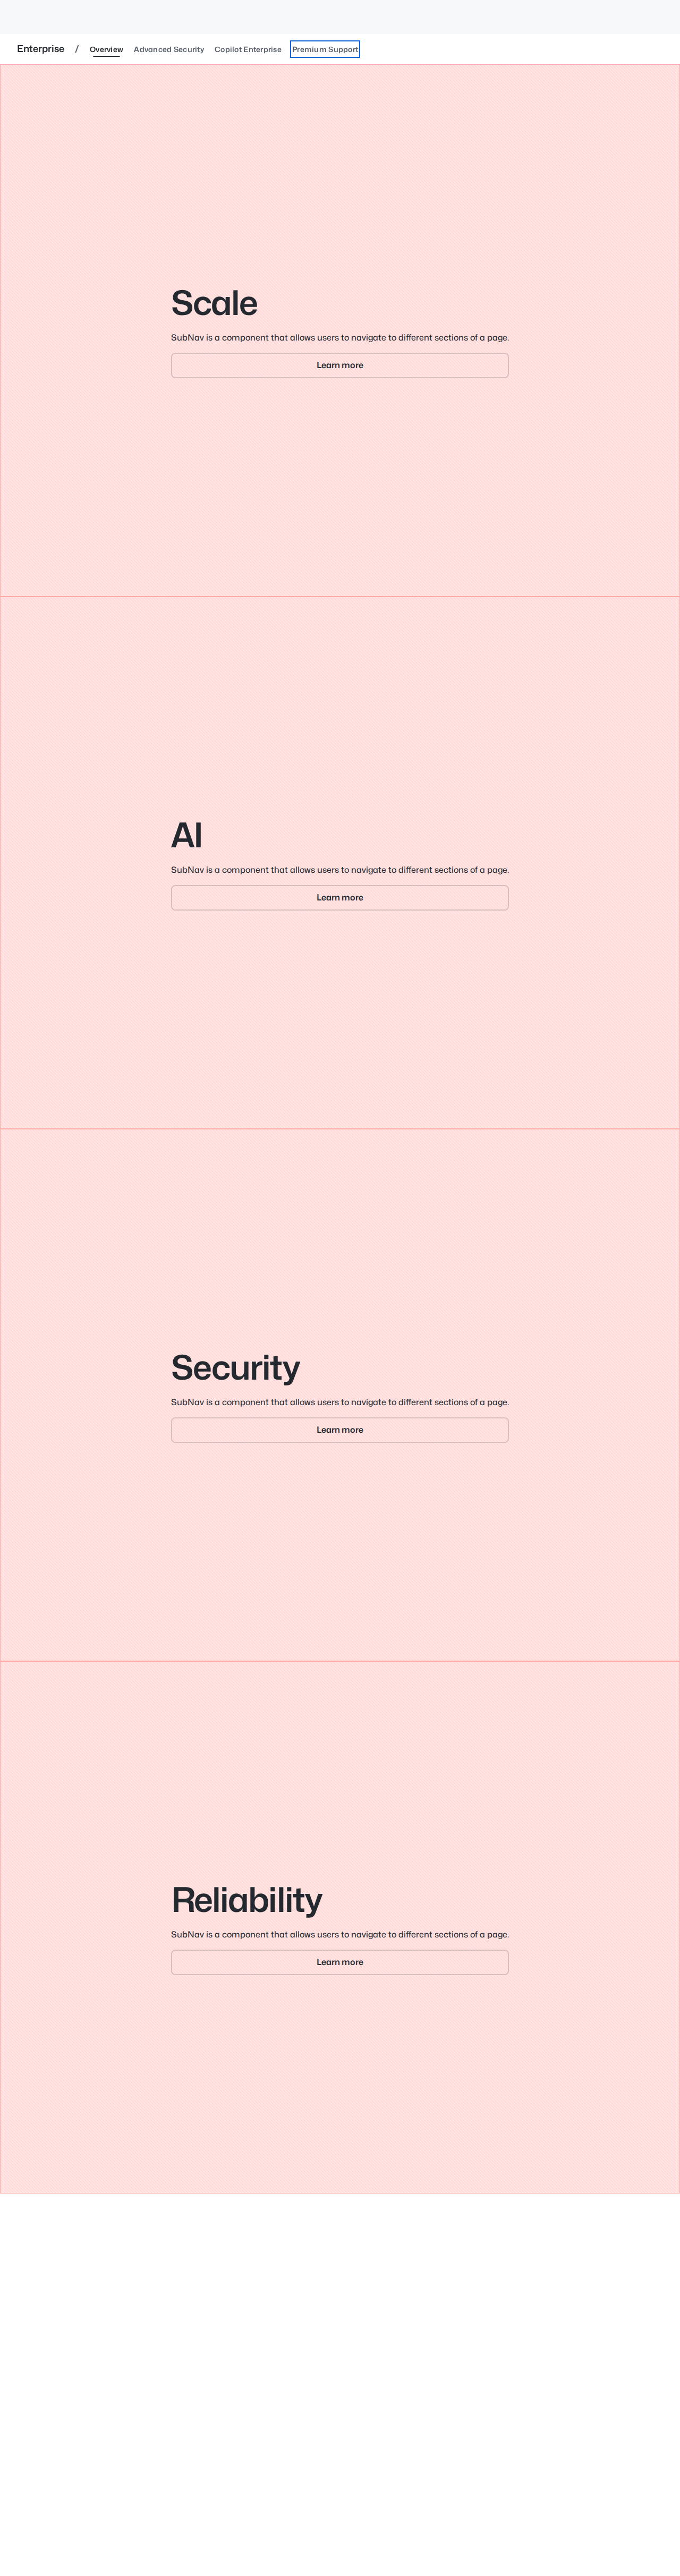 Enterprise / Overview Advanced Security Copilot Enterprise Premium Support
Scale
SubNav is a component that allows users to navigate to different sections of a page.
Learn more
AI
SubNav is a component that allows users to navigate to different sections of a page.
Learn more
Security
SubNav is a component that allows users to navigate to different sections of a page.
Learn more
Reliability
SubNav is a component that allows users to navigate to different sections of a page.
Learn more